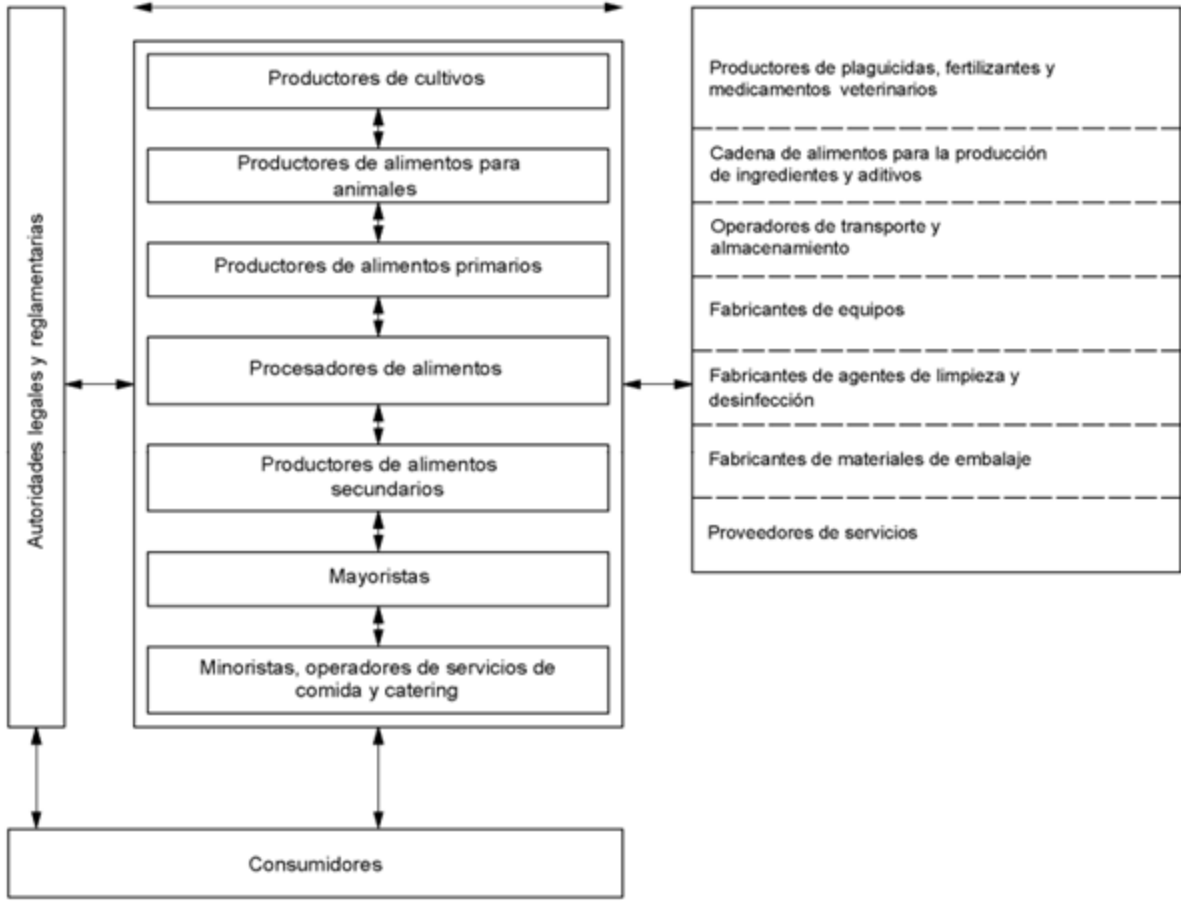 Autoridades legales y reglamentarias
Productores de cultivos
Productores de alimentos para
animales
Productores de alimentos primarios
Procesadores de alimentos
Productores de alimentos
secundarios
Mayoristas
Minoristas, operadores de servicios de
comida y catering
Productores de plaguicidas, fertilizantes y
medicamentos veterinarios
Cadena de alimentos para la producción
de ingredientes y aditivos
Operadores de transporte y
almacenamiento
Fabricantes de equipos
Fabricantes de agentes de limpieza y
desinfección
Fabricantes de materiales de embalaje
Proveedores de servicios
Consumidores